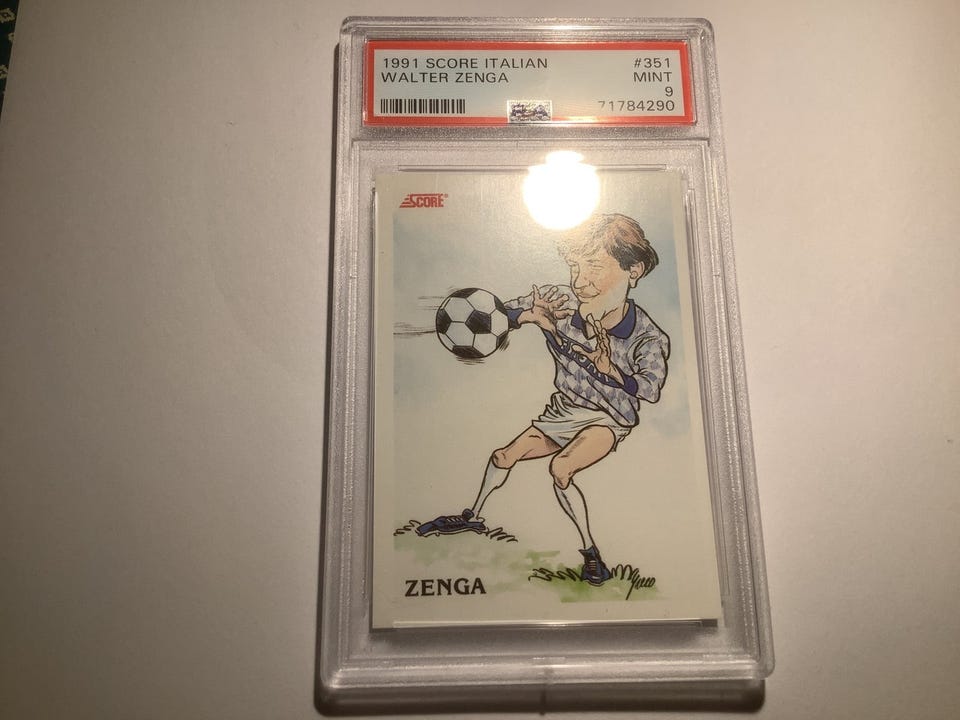 1991 SCORE ITALIAN #351
WALTER ZENGA MINT
9
71784290
SCORE®
ZENGA